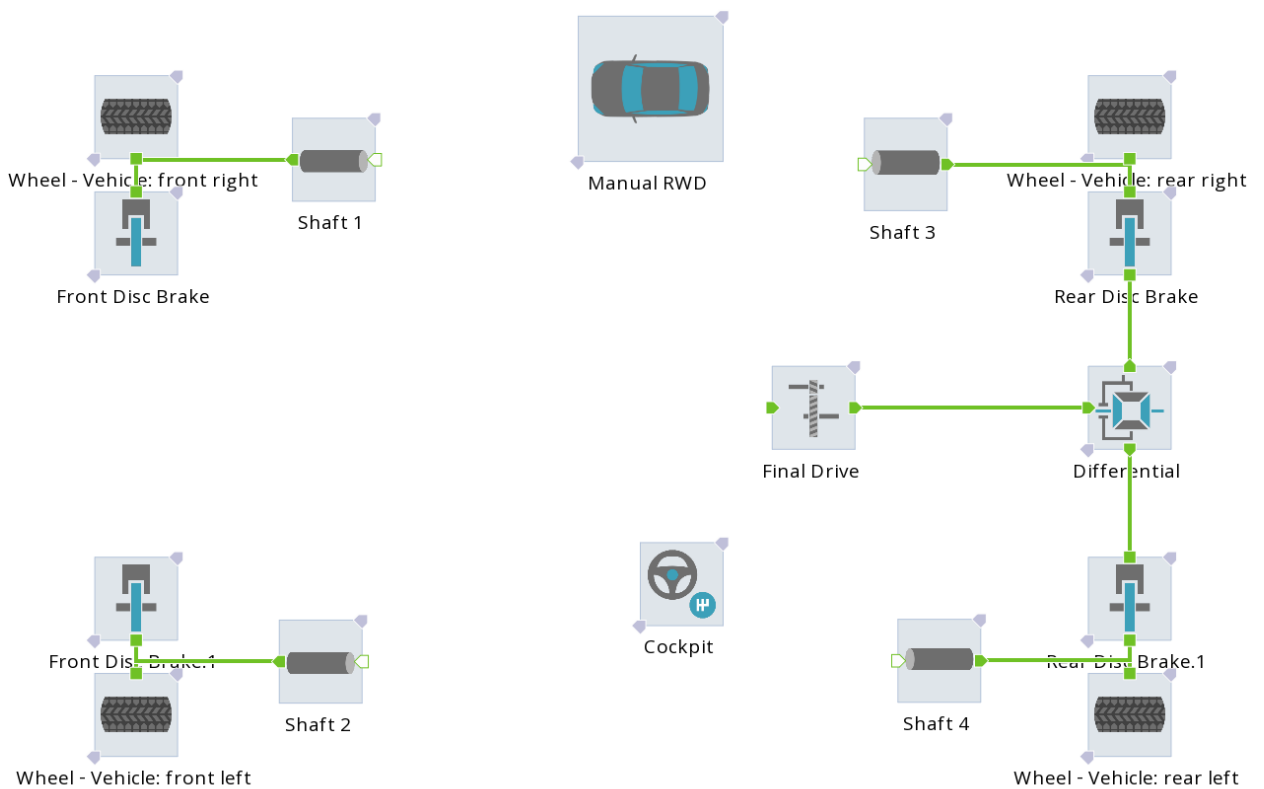 Wheel - Vehicle: front right
Shaft 1
Front Disc Brake
Manual RWD
Shaft 3
Wheel - Vehicle: rear right
Rear Disc Brake
Final Drive
Differential
Front Disc Brake.1
Shaft 2
Wheel - Vehicle: front left
Cockpit
Rear Disc Brake.1
Shaft 4
Wheel - Vehicle: rear left